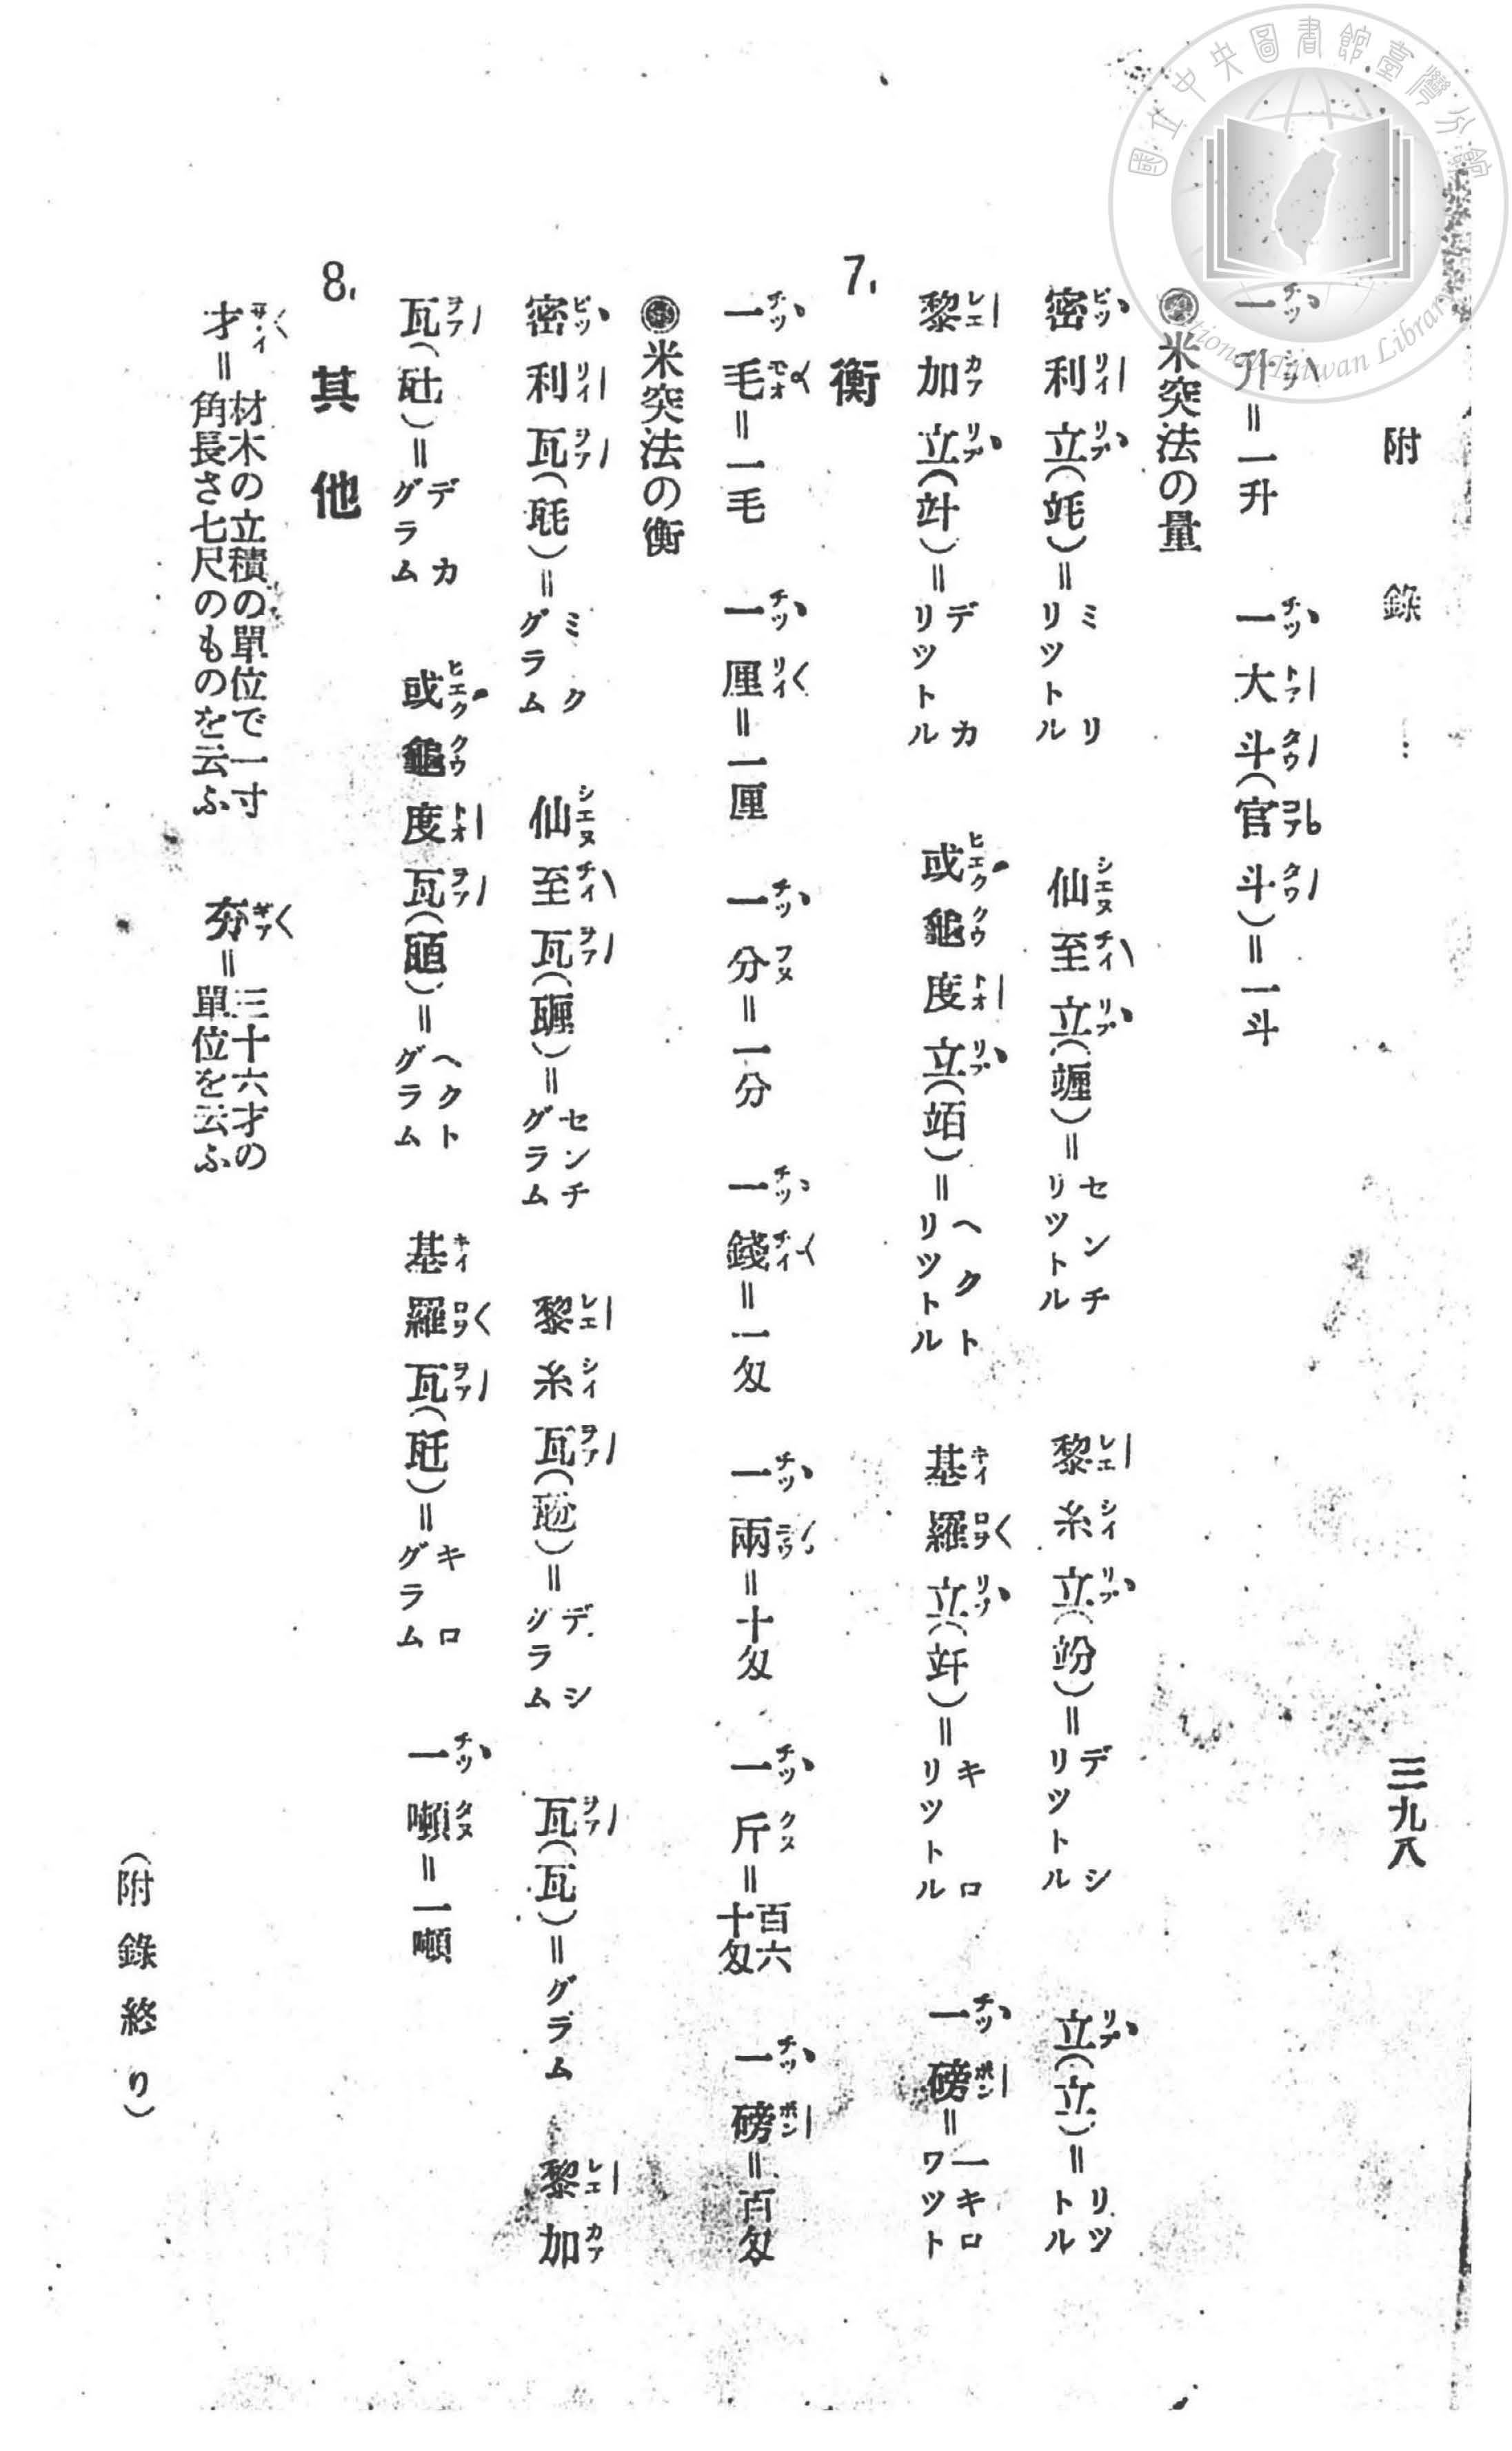 附錄
三九八
一升＝一升　一大斗（官斗）＝一斗
◉米突法の量
密利立（竓）＝ミリリツトル　仙至立（竰）＝センチリツトル　黎糸立（竕）＝デシリツトル　立（立）＝リツトル
黎加立（竍）＝デカリツトル　或龜度立（竡）＝ヘクトリツトル　基羅立（竏）＝キロリツトル　一磅＝一キロワツト
7. 衡
一毛＝一毛　一厘＝一厘　一分＝一分　一錢＝一匁　一兩＝十匁　一斤＝百六十匁　一磅＝百匁
◉米突法の衡
密利瓦（瓱）＝ミクグラム　仙至瓦（甅）＝センチグラム　黎糸瓦（瓰）＝デシグラム　瓦（瓦）＝グラム　黎加
瓦（瓧）＝デカグラム　或龜度瓦（瓸）＝ヘクトグラム　基羅瓦（瓩）＝キログラム　一噸＝一噸
8. 其他
才＝材木の立積の單位で一寸角長さ七尺のものを云ふ　夯＝三十六才の單位を云ふ
（附錄終り）
國立中央圖書館臺灣分館
National Taiwan Library